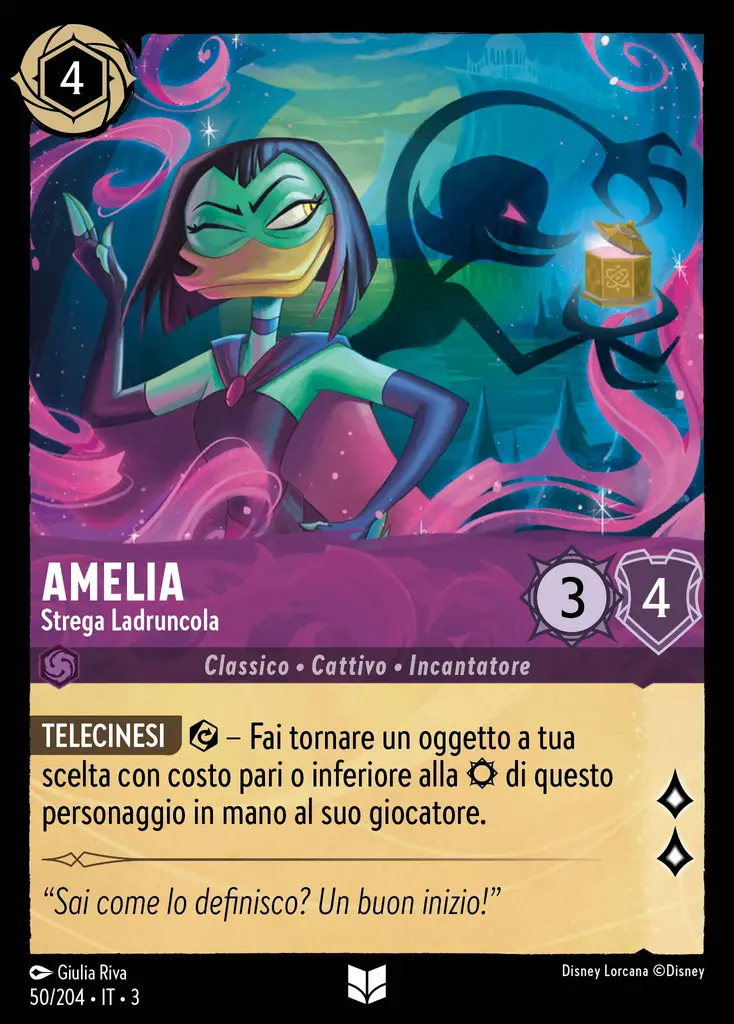 4
AMELIA
Strega Ladruncola
3
4
Classico • Cattivo • Incantatore
TELECINESI – Fai tornare un oggetto a tua
scelta con costo pari o inferiore alla di questo
personaggio in mano al suo giocatore.
“Sai come lo definisco? Un buon inizio!”
Giulia Riva
Disney Lorcana ©Disney
50/204 • IT • 3